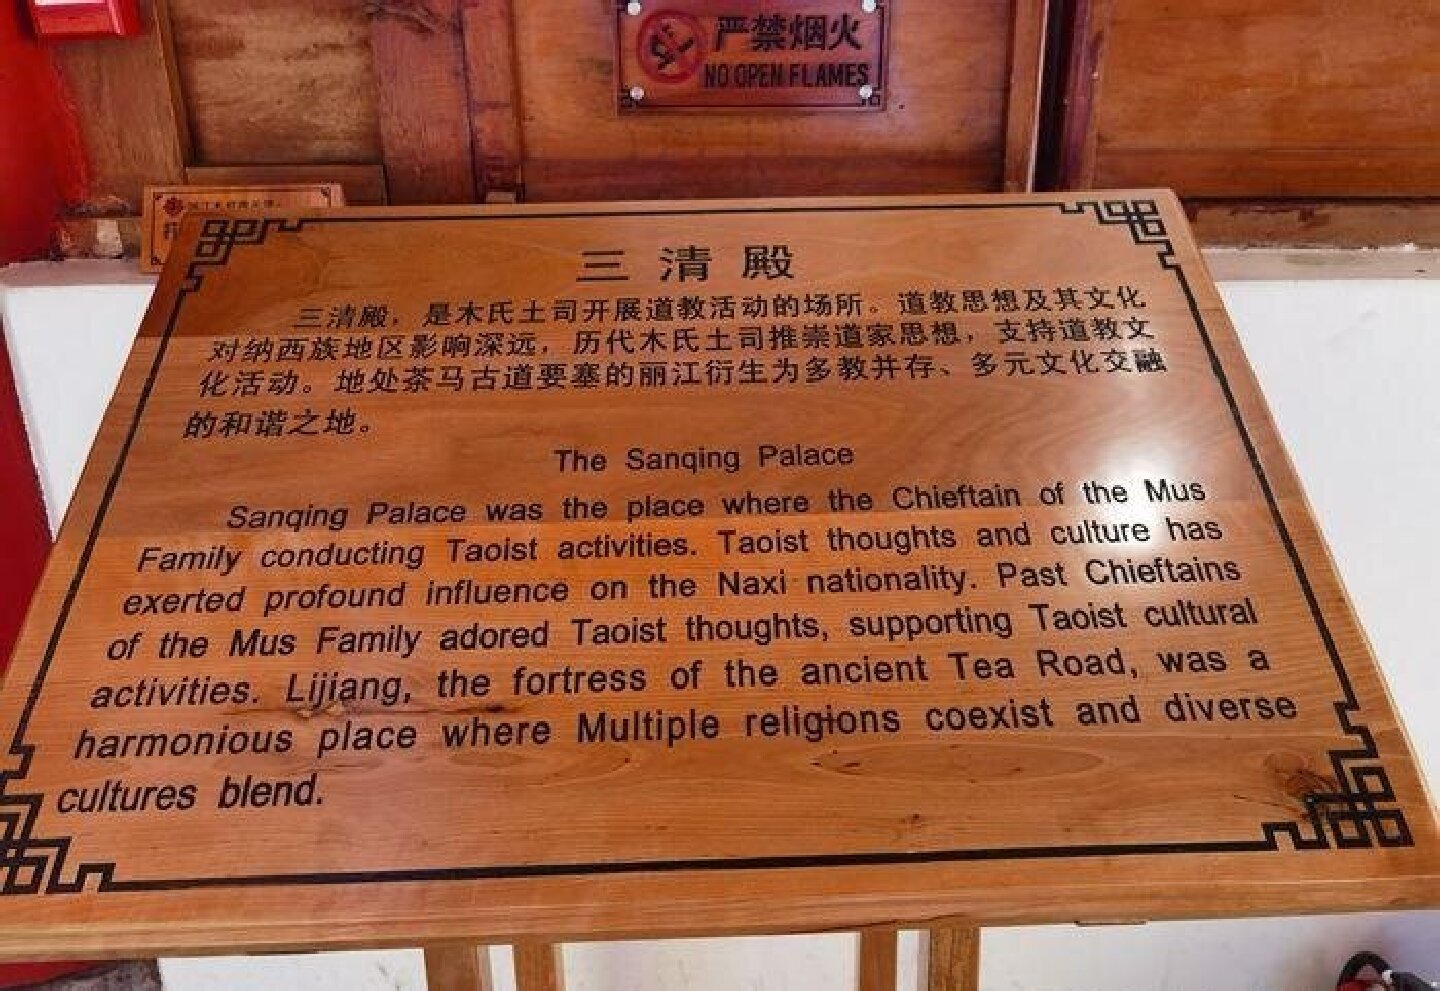 严禁烟火
NO OPEN FLAMES
三清殿
三清殿，是木氏土司开展道教活动的场所。道教思想及其文化
对纳西族地区影响深远，历代木氏土司推崇道家思想，支持道教文
化活动。地处茶马古道要塞的丽江衍生为多教并存、多元文化交融
的和谐之地。
The Sanqing Palace
Sanqing Palace was the place where the Chieftain of the Mus
Family conducting Taoist activities. Taoist thoughts and culture has
exerted profound influence on the Naxi nationality. Past Chieftains
of the Mus Family adored Taoist thoughts, supporting Taoist cultural
activities. Lijiang, the fortress of the ancient Tea Road, was a
harmonious place where Multiple religions coexist and diverse
cultures blend.